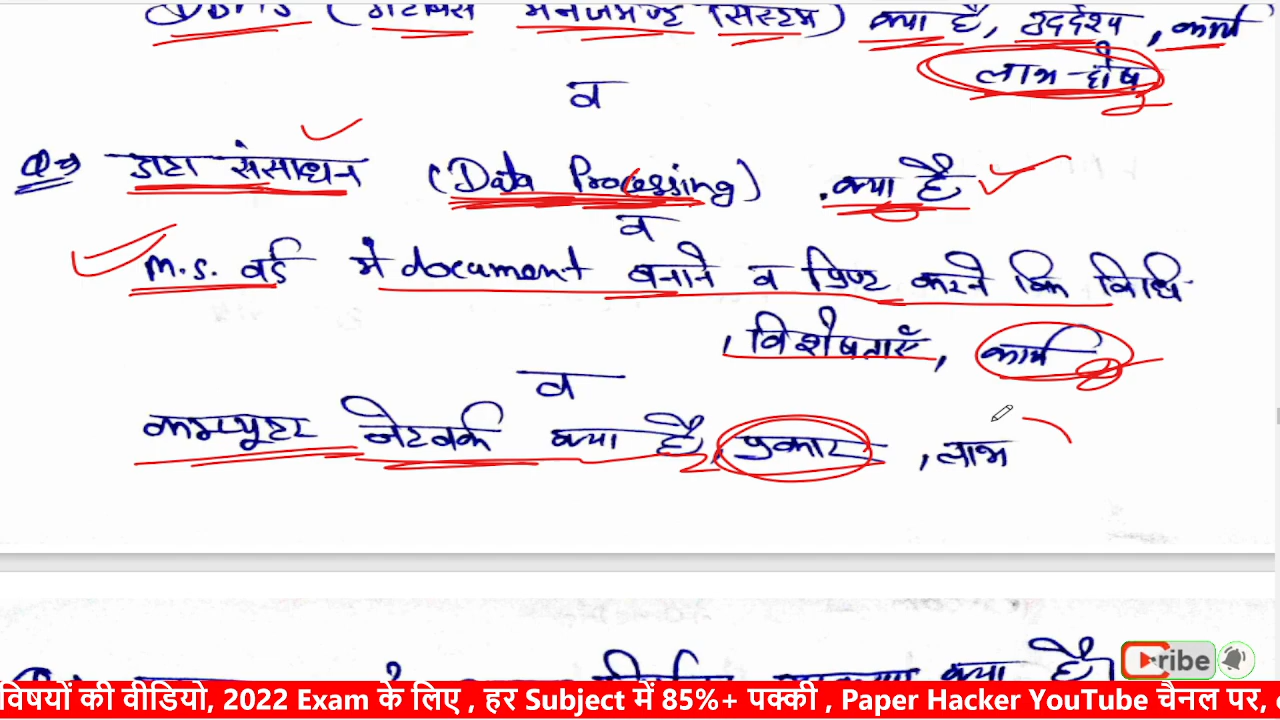 DBMS (डाटाबेस मैनेजमेण्ट सिस्टम) क्या है, उद्देश्य, कार्य
लाभ-दोष
व
Q⇒ डाटा संसाधन (Data Processing) क्या है
व
M.S. वर्ड में document बनाने व प्रिण्ट करने कि विधि
, विशेषताएँ, कार्य
व
कम्प्यूटर नेटवर्क क्या है, प्रकार, लाभ
क्या है
ribe
विषयों की वीडियो, 2022 Exam के लिए , हर Subject में 85%+ पक्की , Paper Hacker YouTube चैनल पर,